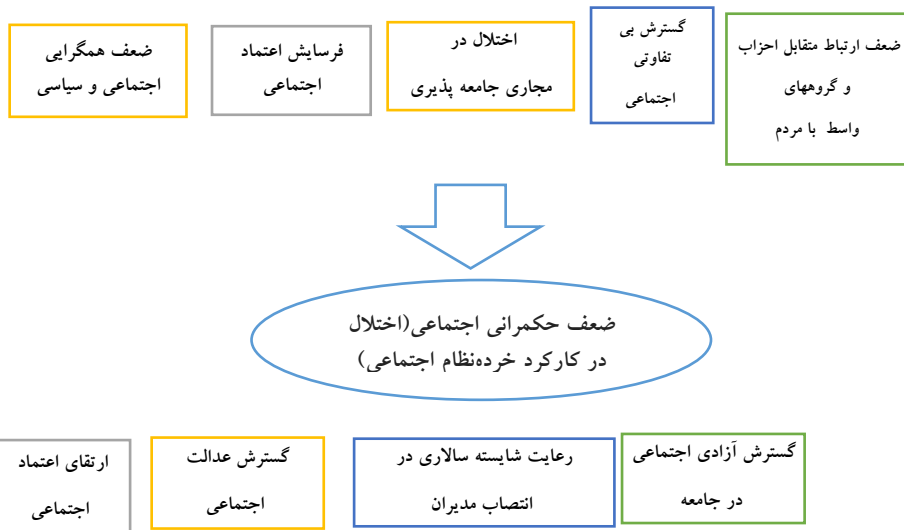 ضعف ارتباط متقابل احزاب
و گروههای
واسط با مردم
گسترش بی
تفاوتی
اجتماعی
اختلال در
مجاری جامعه پذیری
فرسایش اعتماد
اجتماعی
ضعف همگرایی
اجتماعی و سیاسی
ضعف حکمرانی اجتماعی(اختلال
در کارکرد خرده‌نظام اجتماعی)
گسترش آزادی اجتماعی
در جامعه
رعایت شایسته سالاری در
انتصاب مدیران
گسترش عدالت
اجتماعی
ارتقای اعتماد
اجتماعی